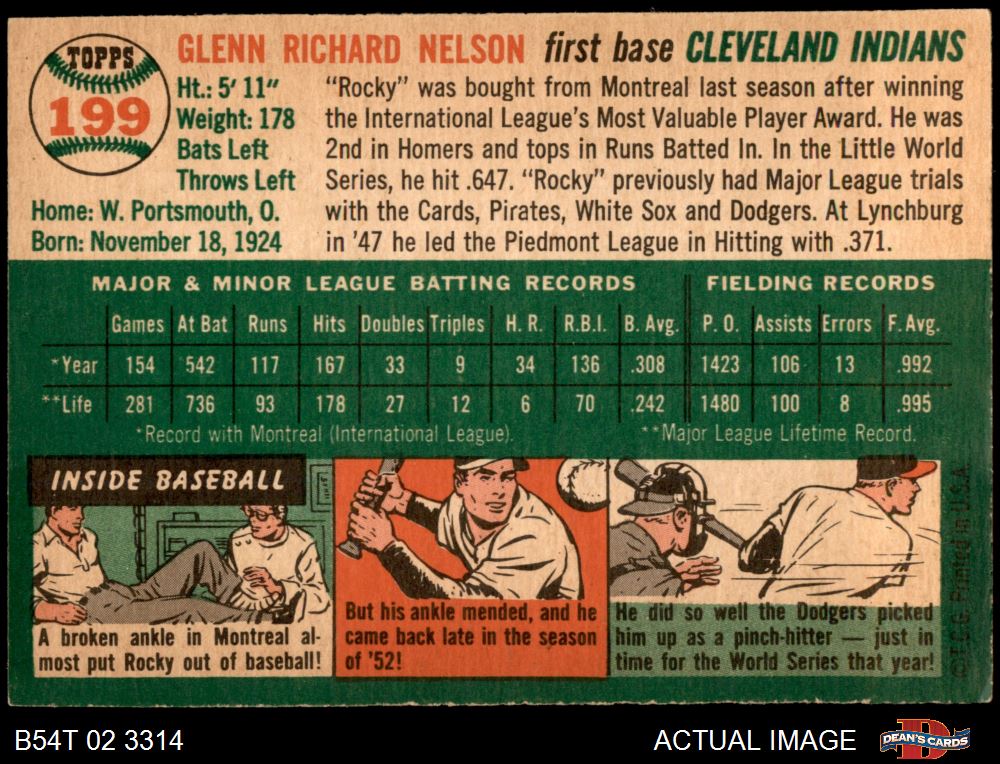 TOPPS
199
GLENN RICHARD NELSON first base CLEVELAND INDIANS
Ht.: 5' 11"
Weight: 178
Bats Left
Throws Left
Home: W. Portsmouth, O.
Born: November 18, 1924
"Rocky" was bought from Montreal last season after winning
the International League's Most Valuable Player Award. He was
2nd in Homers and tops in Runs Batted In. In the Little World
Series, he hit .647. "Rocky" previously had Major League trials
with the Cards, Pirates, White Sox and Dodgers. At Lynchburg
in '47 he led the Piedmont League in Hitting with .371.
MAJOR & MINOR LEAGUE BATTING RECORDS FIELDING RECORDS
Games At Bat Runs Hits Doubles Triples H. R. R.B.I. B. Avg. P. O. Assists Errors F. Avg.
*Year 154 542 117 167 33 9 34 136 .308 1423 106 13 .992
**Life 281 736 93 178 27 12 6 70 .242 1480 100 8 .995
*Record with Montreal (International League). **Major League Lifetime Record.
INSIDE BASEBALL
A broken ankle in Montreal al-
most put Rocky out of baseball!
But his ankle mended, and he
came back late in the season
of '52!
He did so well the Dodgers picked
him up as a pinch-hitter — just in
time for the World Series that year!
© T.C.G. Printed in U.S.A.
B54T 02 3314
ACTUAL IMAGE
DEAN'S CARDS